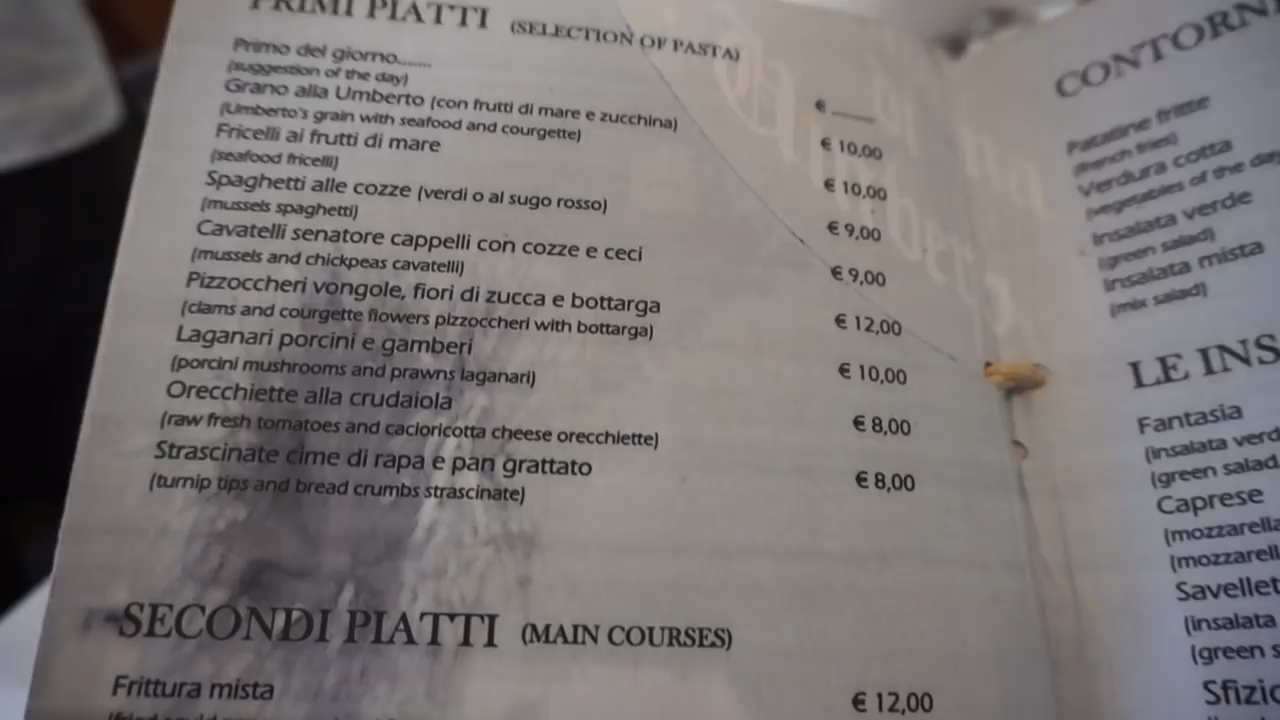 PRIMI PIATTI (SELECTION OF PASTA)
Primo del giorno....... € ____
(suggestion of the day)
Grano alla Umberto (con frutti di mare e zucchina) € 10,00
(Umberto's grain with seafood and courgette)
Fricelli ai frutti di mare € 10,00
(seafood fricelli)
Spaghetti alle cozze (verdi o al sugo rosso) € 9,00
(mussels spaghetti)
Cavatelli senatore cappelli con cozze e ceci € 9,00
(mussels and chickpeas cavatelli)
Pizzoccheri vongole, fiori di zucca e bottarga € 12,00
(clams and courgette flowers pizzoccheri with bottarga)
Laganari porcini e gamberi € 10,00
(porcini mushrooms and prawns laganari)
Orecchiette alla crudaiola € 8,00
(raw fresh tomatoes and cacioricotta cheese orecchiette)
Strascinate cime di rapa e pan grattato € 8,00
(turnip tips and bread crumbs strascinate)
SECONDI PIATTI (MAIN COURSES)
Frittura mista € 12,00
CONTORN
Patatine fritte
(french fries)
Verdura cotta
(vegetables of the day
Insalata verde
(green salad)
Insalata mista
(mix salad)
LE INS
Fantasia
(insalata verd
(green salad
Caprese
(mozzarella
(mozzarell
Savellet
(insalata
(green s
Sfizio